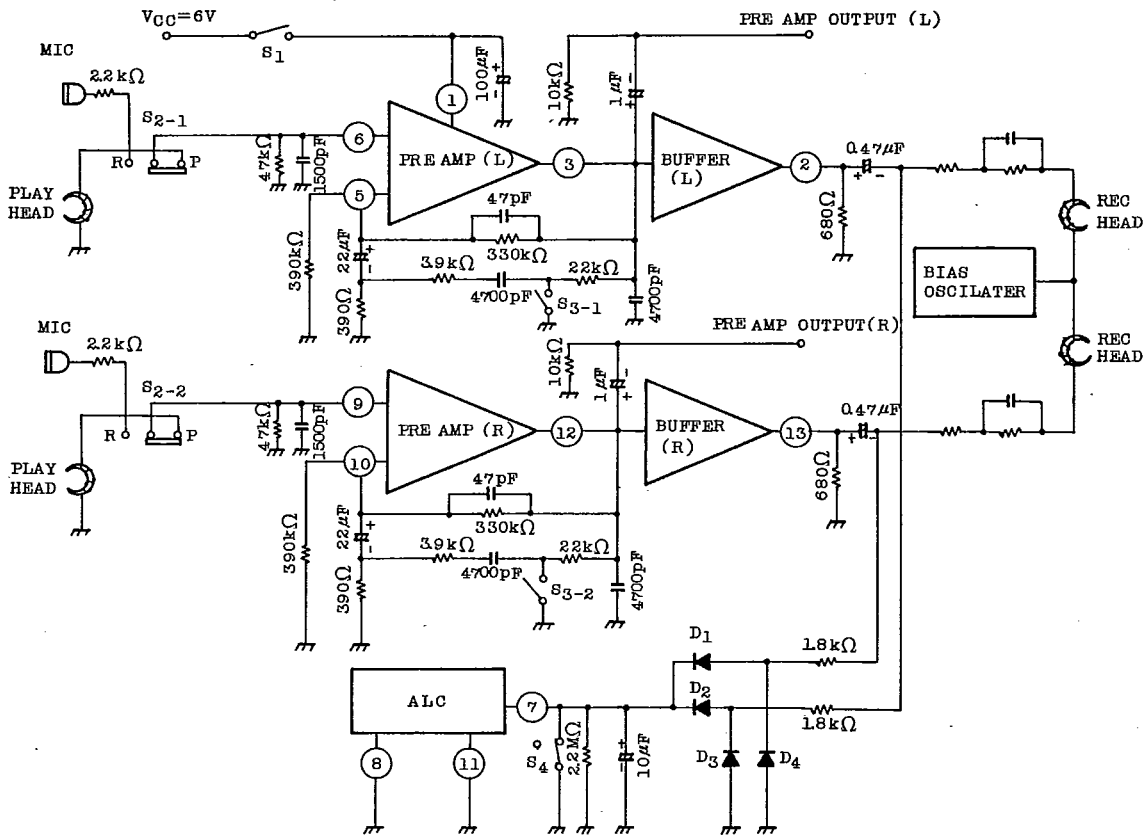 VCC=6V
S1
MIC
2.2kΩ
S2-1
R
P
PLAY
HEAD
47kΩ
1500pF
100μF
+
-
1
6
5
PRE AMP (L)
3
10kΩ
1μF
-
+
PRE AMP OUTPUT (L)
BUFFER
(L)
2
0.47μF
+ -
680Ω
REC
HEAD
BIAS
OSCILATER
REC
HEAD
390kΩ
22μF
+
-
390Ω
47pF
330kΩ
3.9kΩ
4700pF
22kΩ
S3-1
4700pF
MIC
2.2kΩ
S2-2
R
P
PLAY
HEAD
47kΩ
1500pF
9
10
PRE AMP (R)
12
10kΩ
1μF
-
+
PRE AMP OUTPUT(R)
BUFFER
(R)
13
0.47μF
+ -
680Ω
390kΩ
22μF
+
-
390Ω
47pF
330kΩ
3.9kΩ
4700pF
22kΩ
S3-2
4700pF
ALC
7
8
11
S4
2.2MΩ
10μF
+
-
D1
D2
D3
D4
1.8kΩ
1.8kΩ